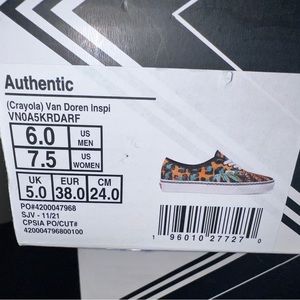 Authentic
(Crayola) Van Doren Inspi
VN0A5KRDARF
6.0 US MEN
7.5 US WOMEN
UK EUR CM
5.0 38.0 24.0
PO#4200047968
SJV - 11/21
CPSIA PO/CUT#
420004796800100
1 96010 27727 0